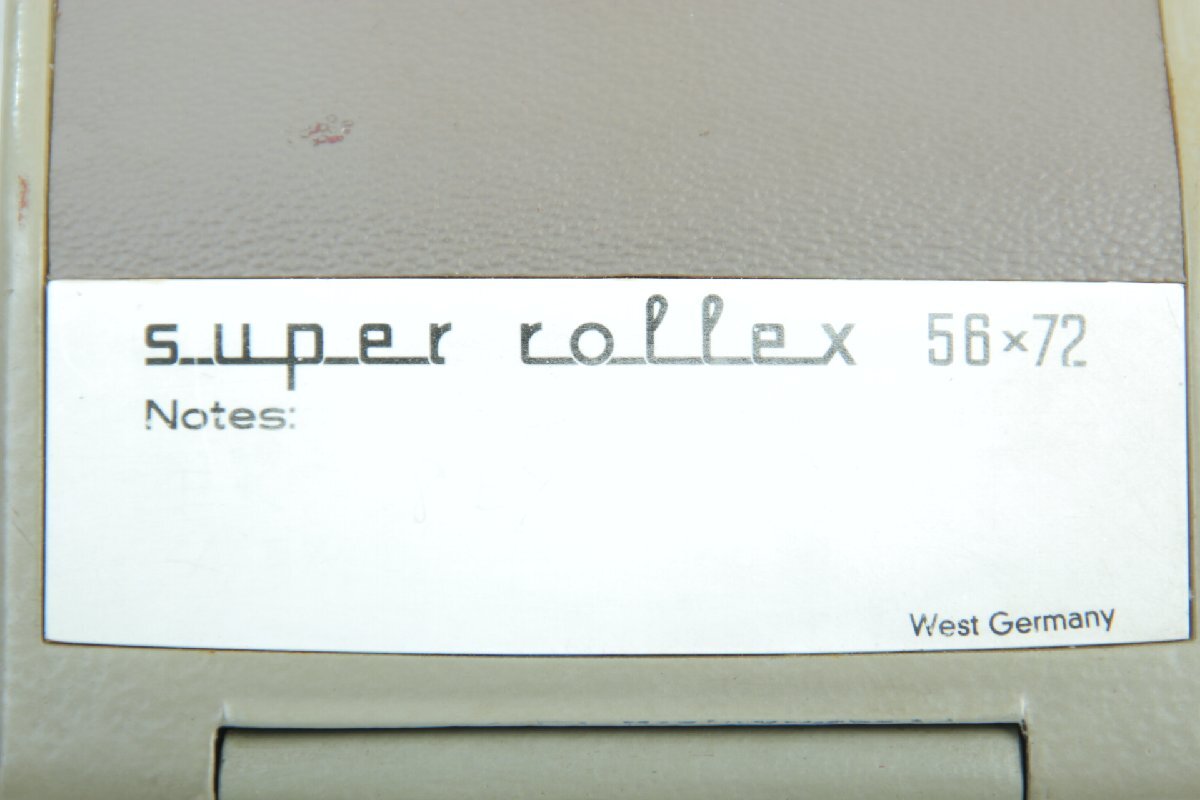 super rollex 56×72
Notes:
West Germany